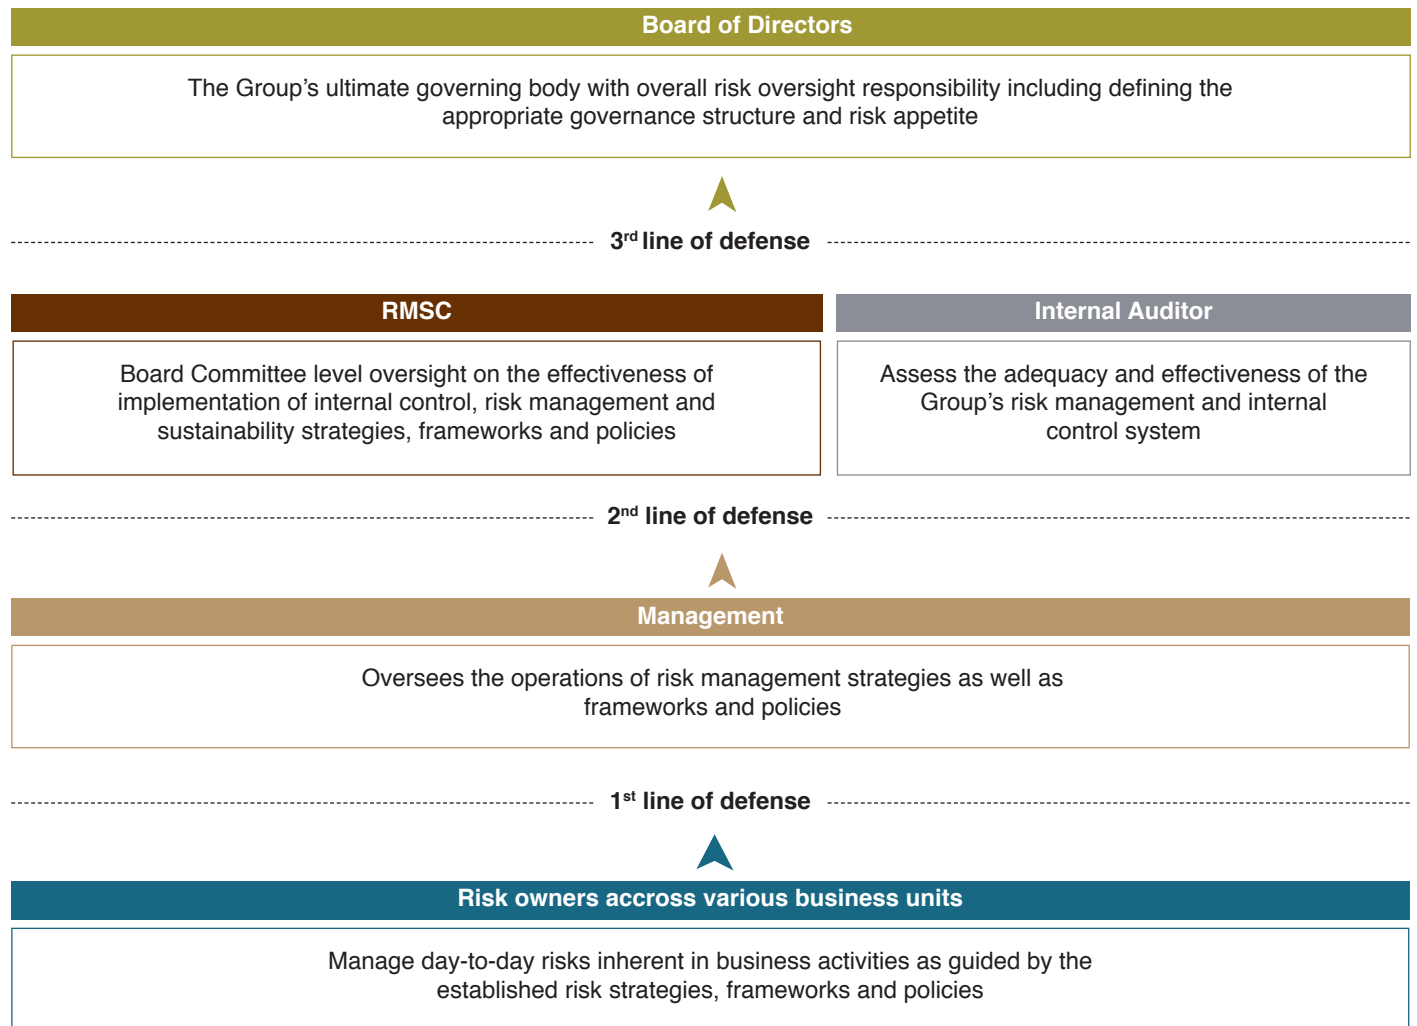 Board of Directors
The Group’s ultimate governing body with overall risk oversight responsibility including defining the
appropriate governance structure and risk appetite
3rd line of defense
RMSC
Board Committee level oversight on the effectiveness of
implementation of internal control, risk management and
sustainability strategies, frameworks and policies
Internal Auditor
Assess the adequacy and effectiveness of the
Group’s risk management and internal
control system
2nd line of defense
Management
Oversees the operations of risk management strategies as well as
frameworks and policies
1st line of defense
Risk owners accross various business units
Manage day-to-day risks inherent in business activities as guided by the
established risk strategies, frameworks and policies